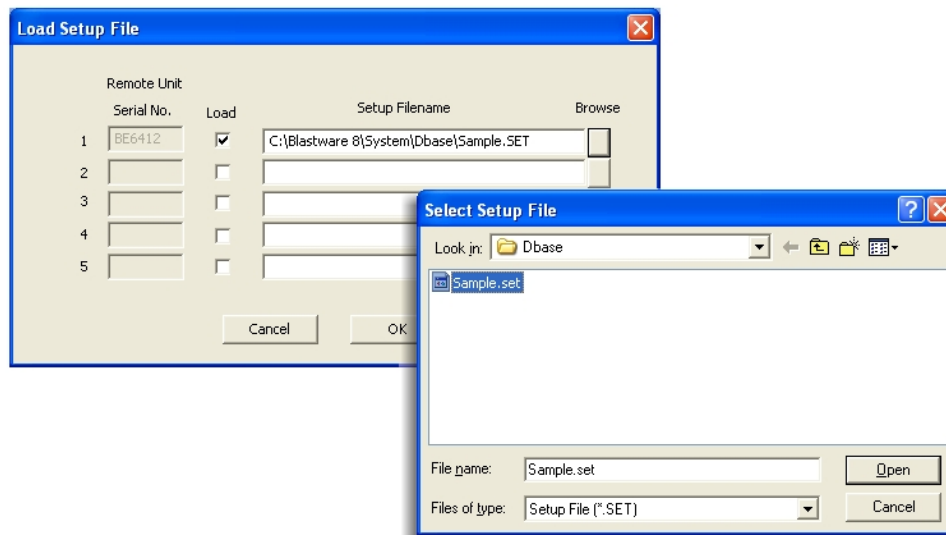 Load Setup File
Remote Unit
Serial No. Load Setup Filename Browse
1 BE6412 C:\Blastware 8\System\Dbase\Sample.SET
2
3
4
5
Cancel OK
Select Setup File
Look in: Dbase
Sample.set
File name: Sample.set Open
Files of type: Setup File (*.SET) Cancel